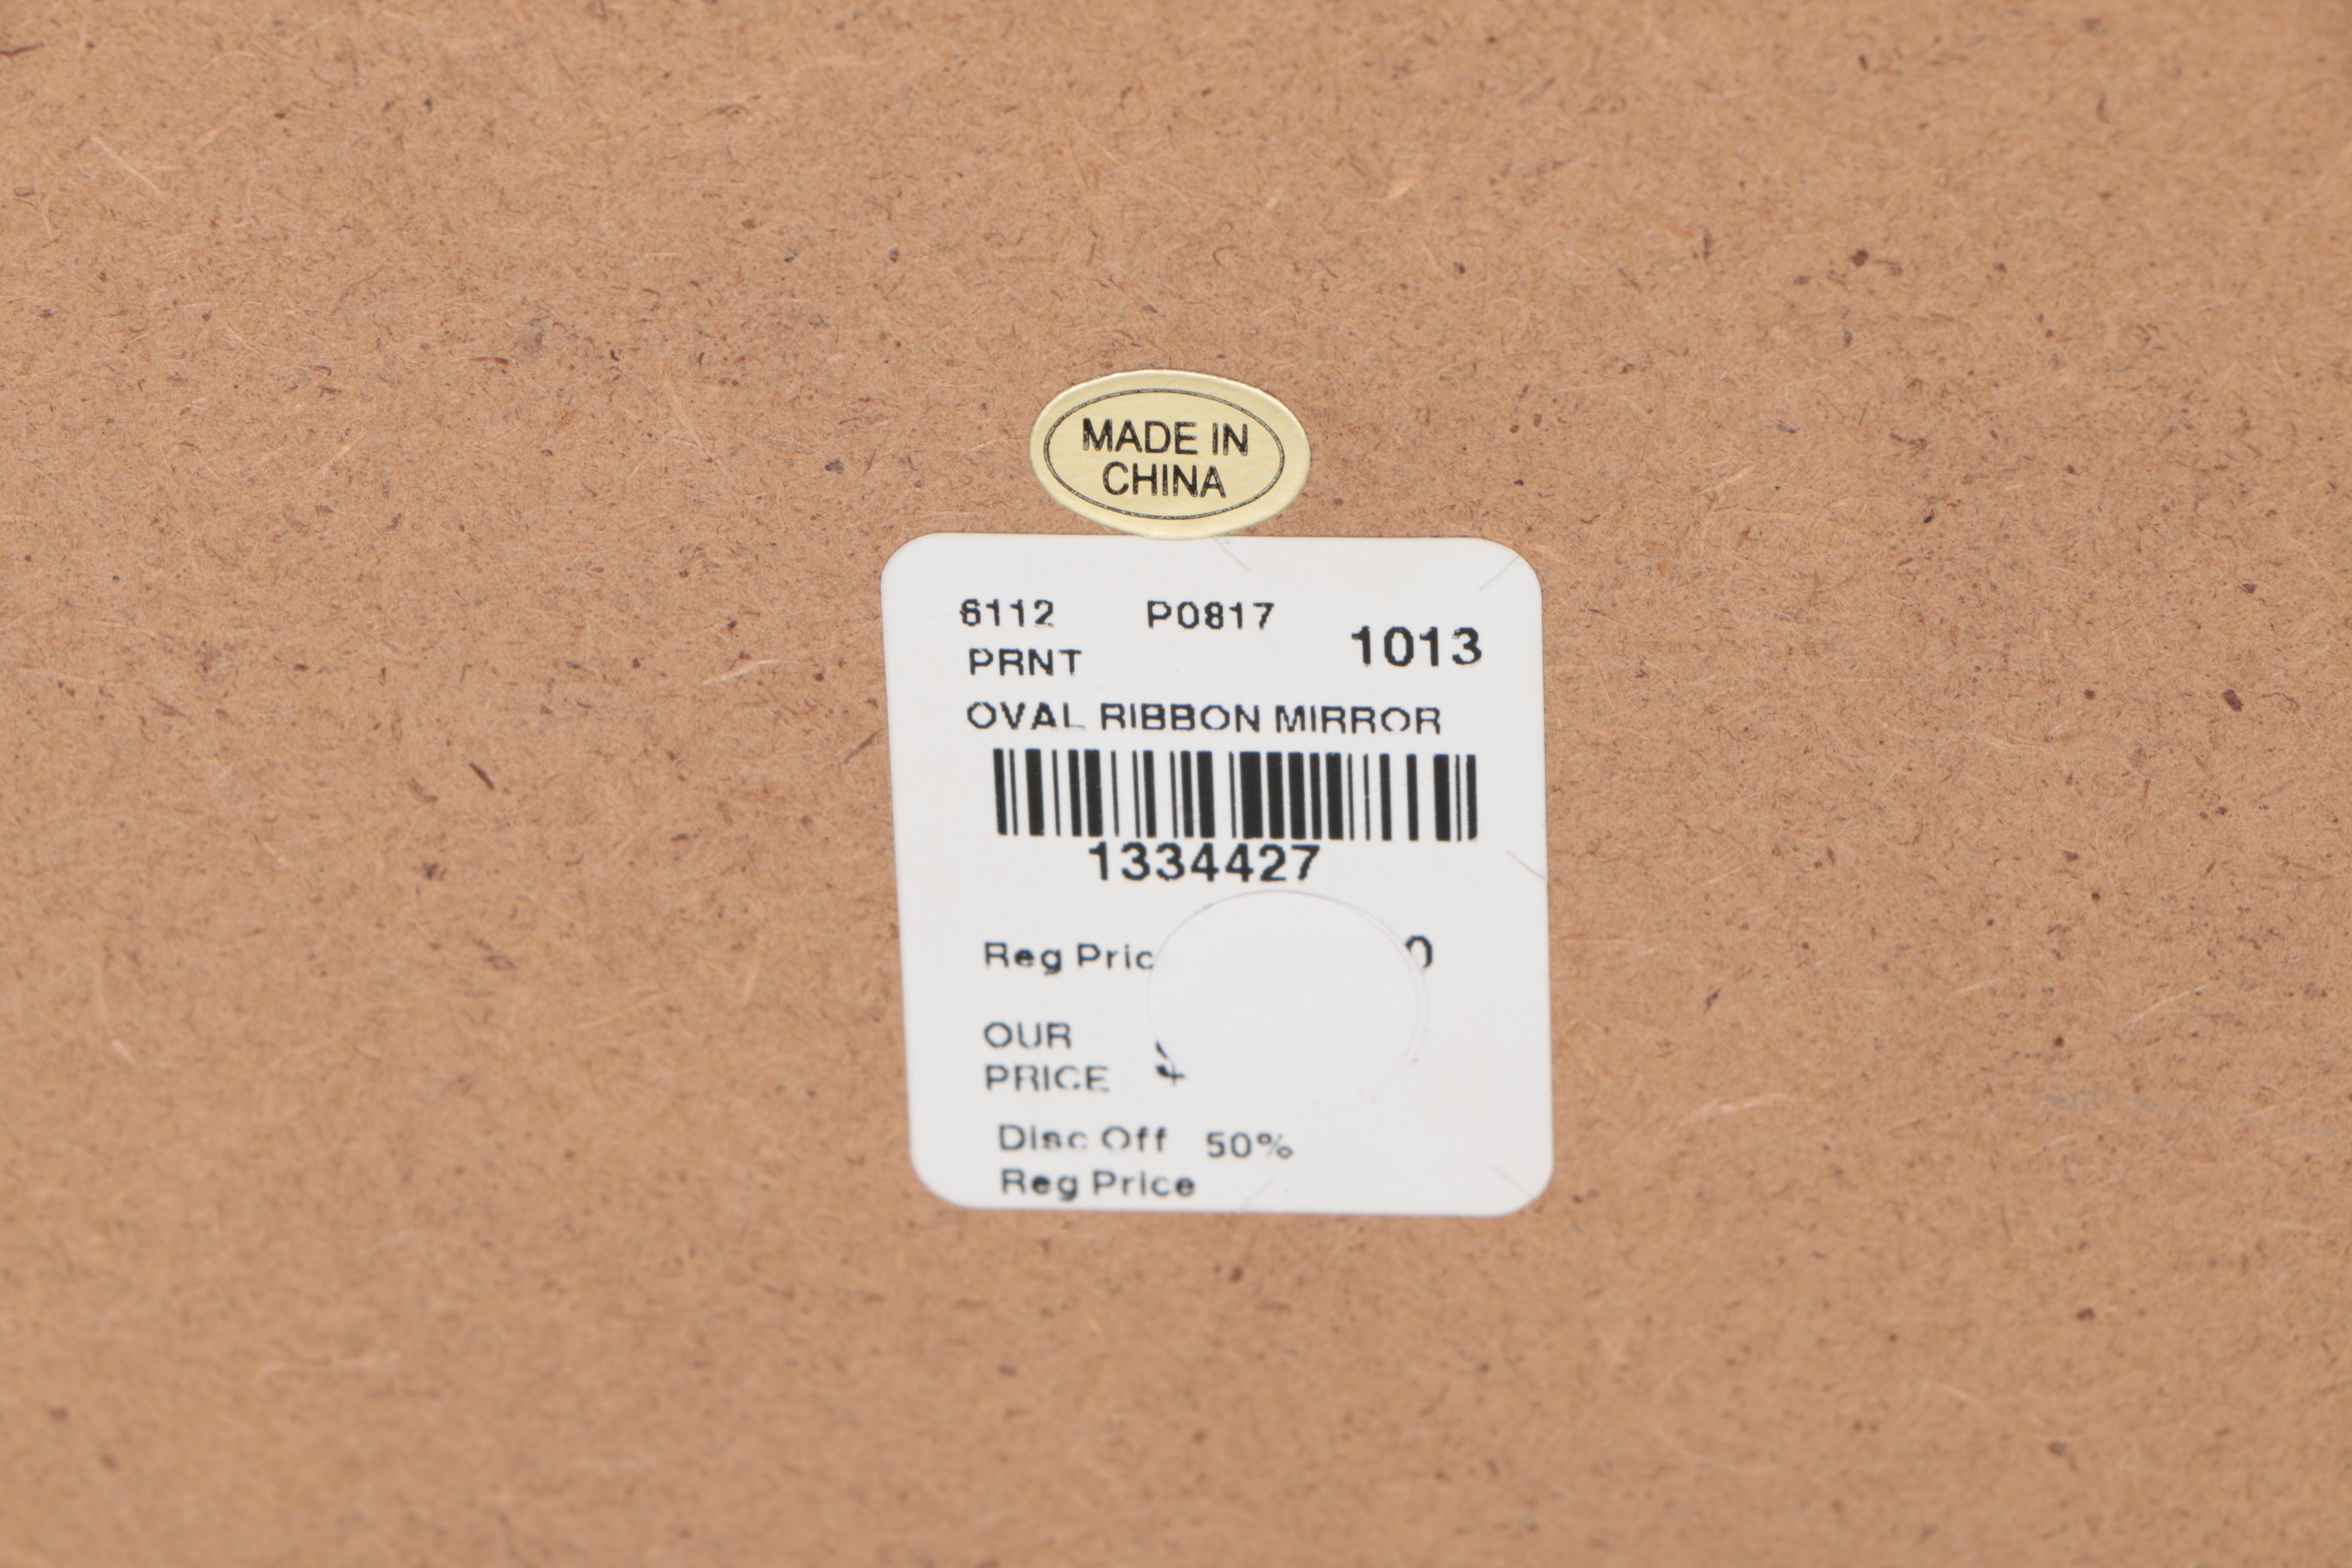 MADE IN
CHINA
6112 P0817 1013
PRNT
OVAL RIBBON MIRROR
1334427
Reg Pric 0
OUR
PRICE
Disc Off 50%
Reg Price